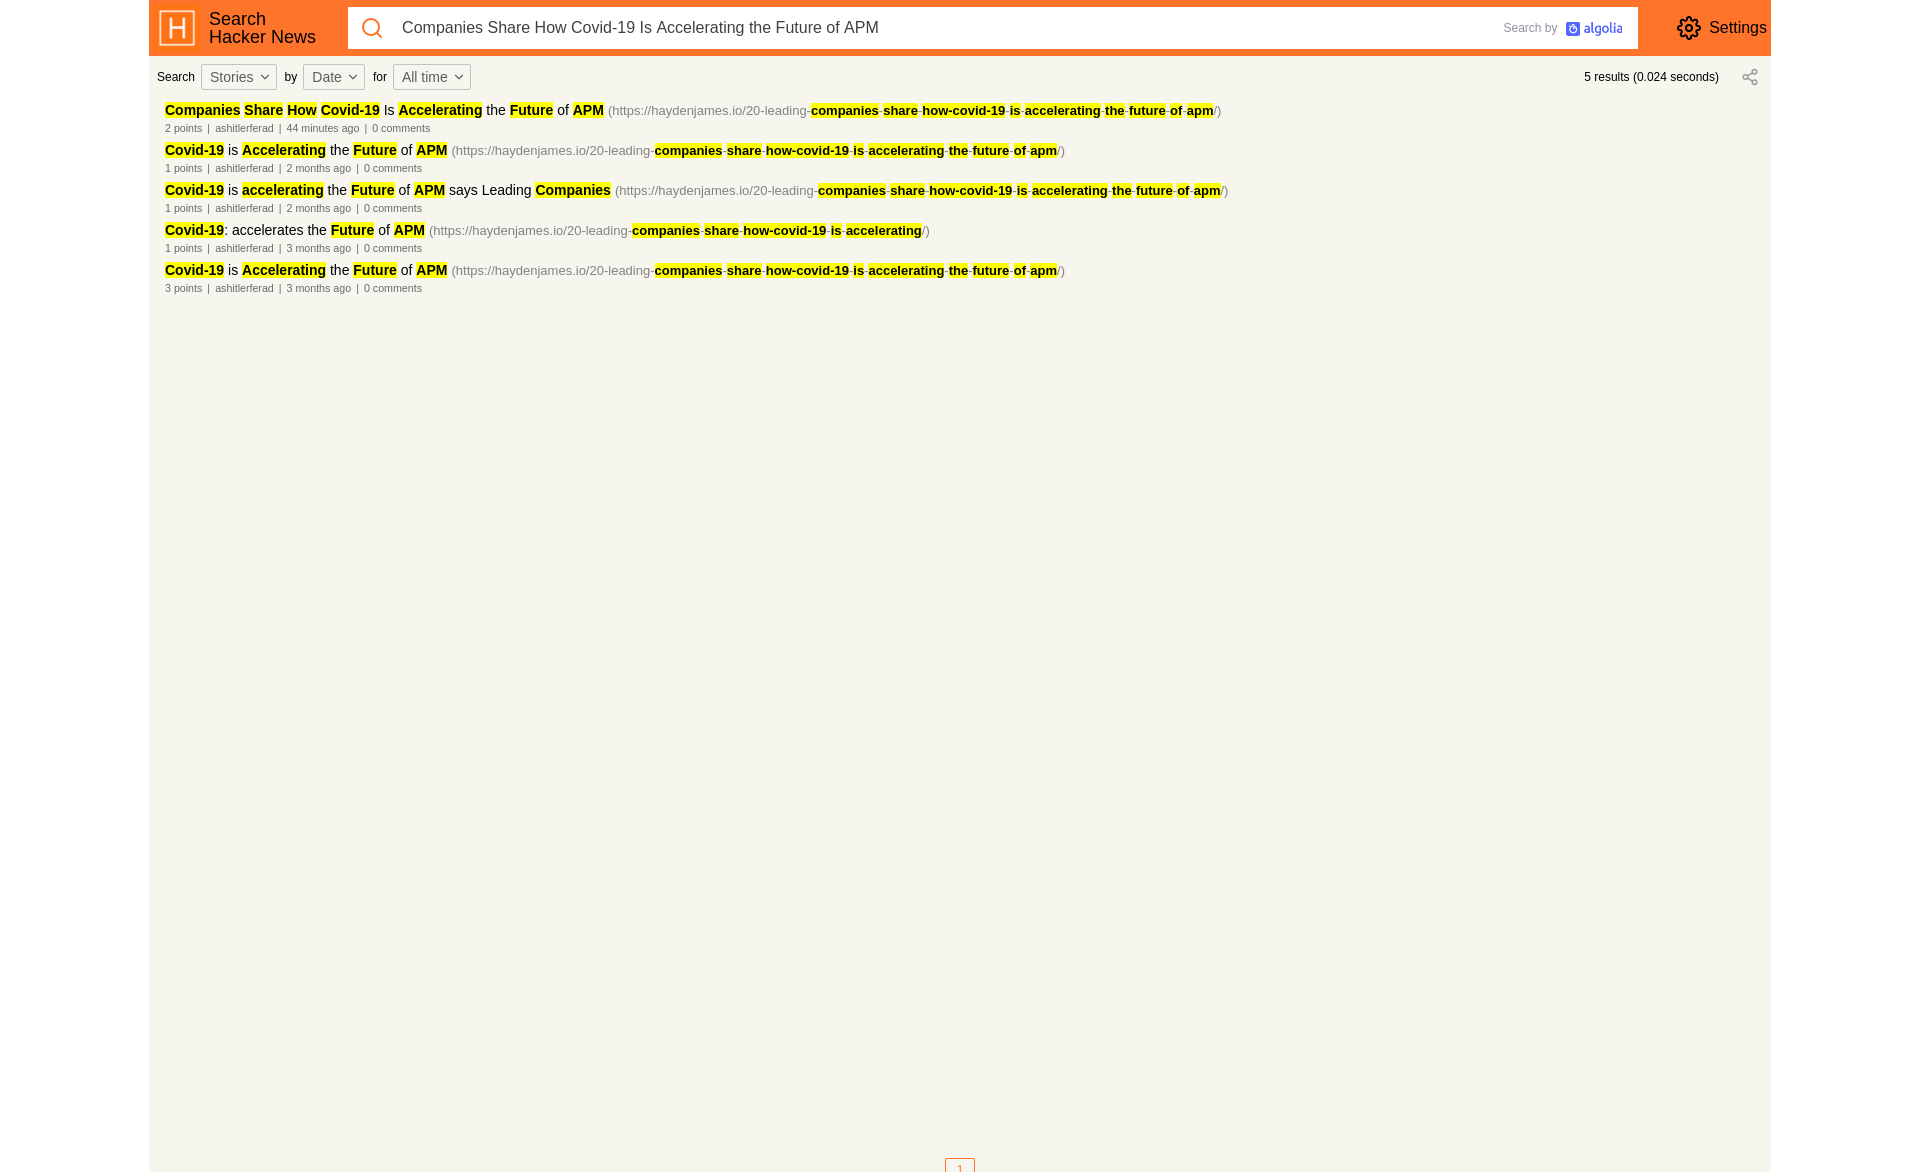 Search
Hacker News
Companies Share How Covid-19 Is Accelerating the Future of APM
Search by algolia
Settings
Search Stories by Date for All time
5 results (0.024 seconds)
Companies Share How Covid-19 Is Accelerating the Future of APM (https://haydenjames.io/20-leading-companies-share-how-covid-19-is-accelerating-the-future-of-apm/)
2 points | ashitlerferad | 44 minutes ago | 0 comments
Covid-19 is Accelerating the Future of APM (https://haydenjames.io/20-leading-companies-share-how-covid-19-is-accelerating-the-future-of-apm/)
1 points | ashitlerferad | 2 months ago | 0 comments
Covid-19 is accelerating the Future of APM says Leading Companies (https://haydenjames.io/20-leading-companies-share-how-covid-19-is-accelerating-the-future-of-apm/)
1 points | ashitlerferad | 2 months ago | 0 comments
Covid-19: accelerates the Future of APM (https://haydenjames.io/20-leading-companies-share-how-covid-19-is-accelerating/)
1 points | ashitlerferad | 3 months ago | 0 comments
Covid-19 is Accelerating the Future of APM (https://haydenjames.io/20-leading-companies-share-how-covid-19-is-accelerating-the-future-of-apm/)
3 points | ashitlerferad | 3 months ago | 0 comments
1